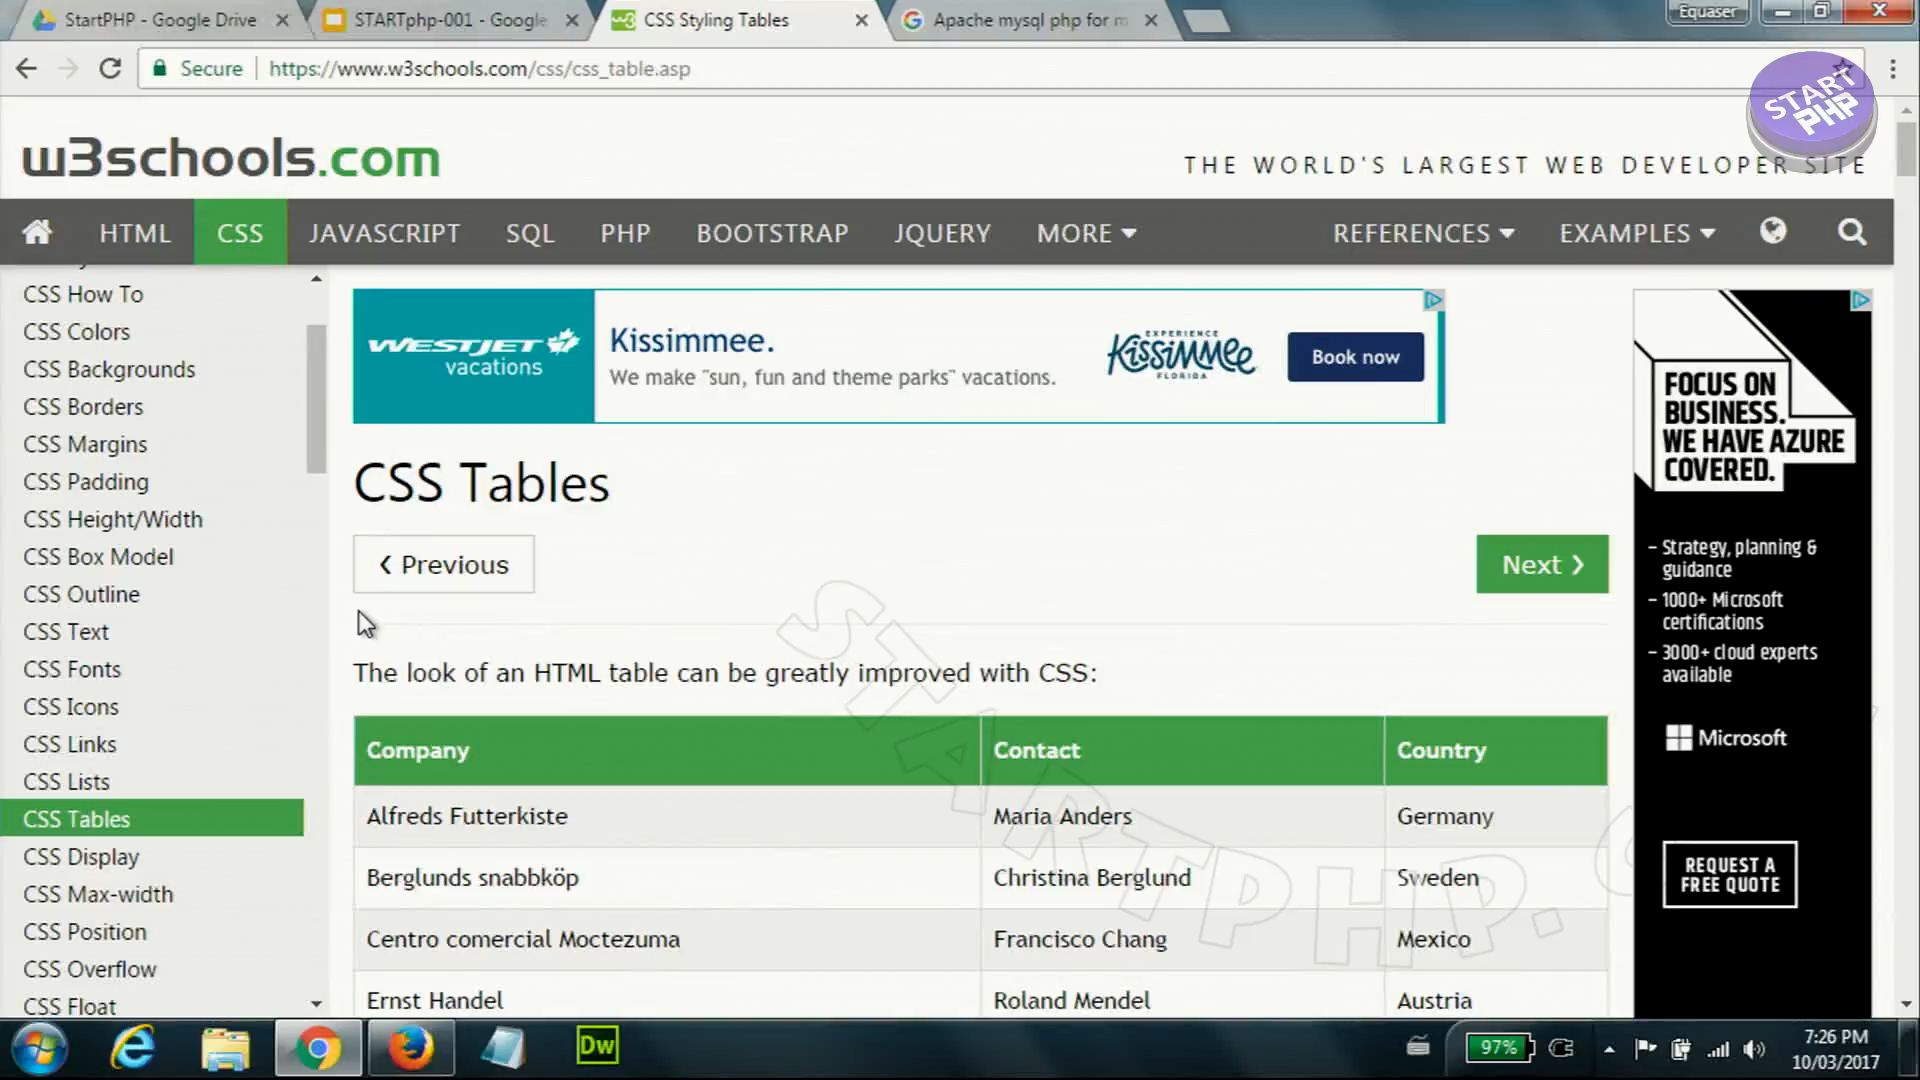 StartPHP - Google Drive
STARTphp-001 - Google
CSS Styling Tables
Apache mysql php for m
Equaser
Secure
https://www.w3schools.com/css/css_table.asp
START
PHP
w3schools.com
THE WORLD'S LARGEST WEB DEVELOPER SITE
HTML
CSS
JAVASCRIPT
SQL
PHP
BOOTSTRAP
JQUERY
MORE
REFERENCES
EXAMPLES
CSS How To
CSS Colors
CSS Backgrounds
CSS Borders
CSS Margins
CSS Padding
CSS Height/Width
CSS Box Model
CSS Outline
CSS Text
CSS Fonts
CSS Icons
CSS Links
CSS Lists
CSS Tables
CSS Display
CSS Max-width
CSS Position
CSS Overflow
CSS Float
WESTJET
vacations
Kissimmee.
We make "sun, fun and theme parks" vacations.
EXPERIENCE
Kissimmee
FLORIDA
Book now
CSS Tables
❮ Previous
Next ❯
The look of an HTML table can be greatly improved with CSS:
Company Contact Country
Alfreds Futterkiste Maria Anders Germany
Berglunds snabbköp Christina Berglund Sweden
Centro comercial Moctezuma Francisco Chang Mexico
Ernst Handel Roland Mendel Austria
FOCUS ON
BUSINESS.
WE HAVE AZURE
COVERED.
– Strategy, planning &
guidance
– 1000+ Microsoft
certifications
– 3000+ cloud experts
available
Microsoft
REQUEST A
FREE QUOTE
Dw
97%
7:26 PM
10/03/2017